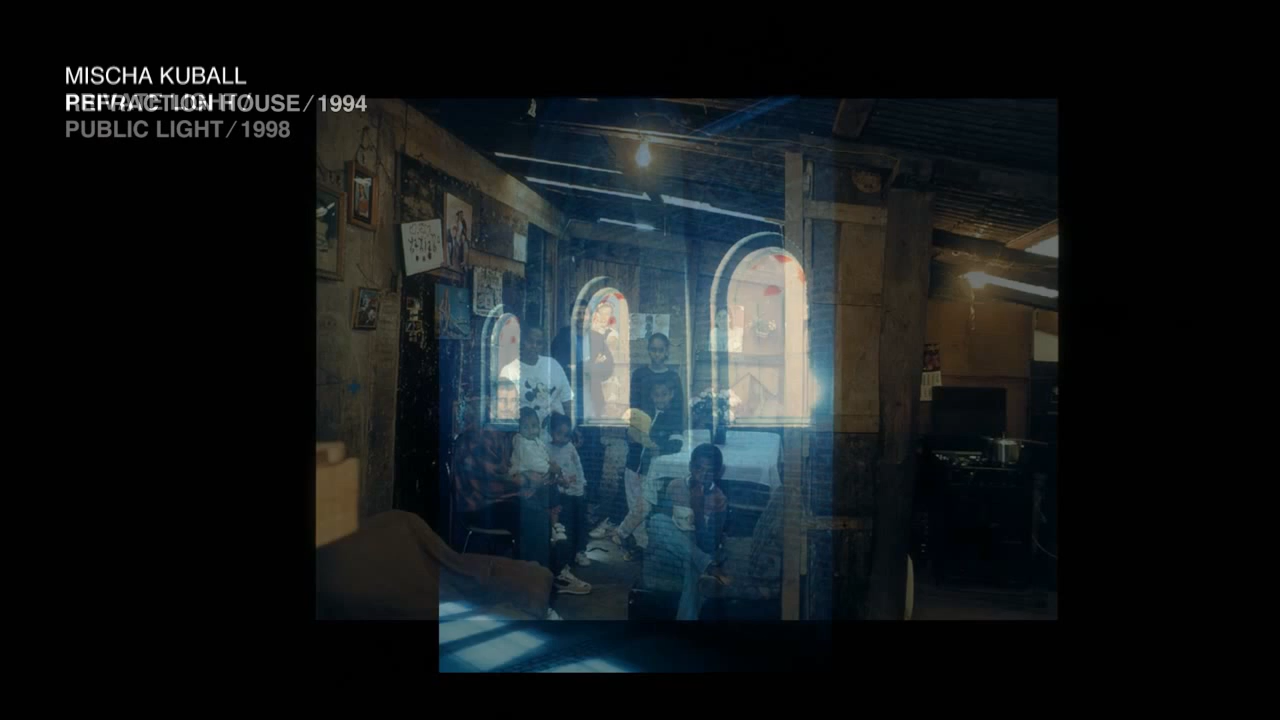 MISCHA KUBALL
REFRACTION HOUSE / 1994
PUBLIC LIGHT / 1998